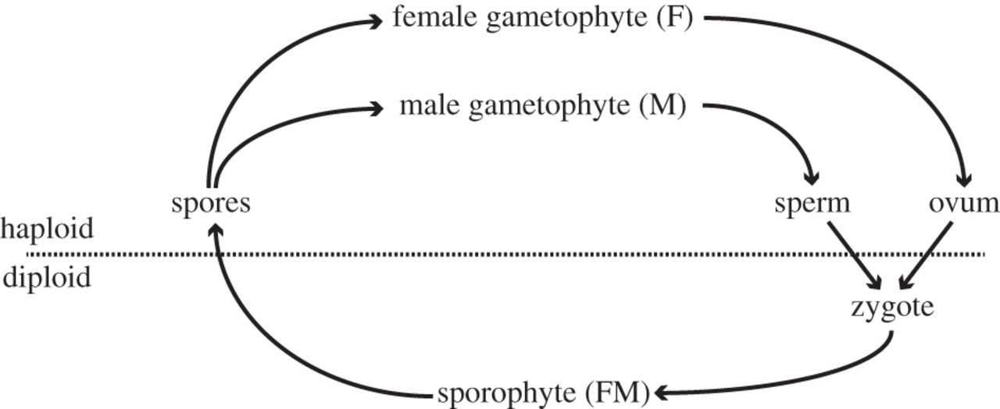 female gametophyte (F)
male gametophyte (M)
spores
sperm
ovum
haploid
diploid
zygote
sporophyte (FM)